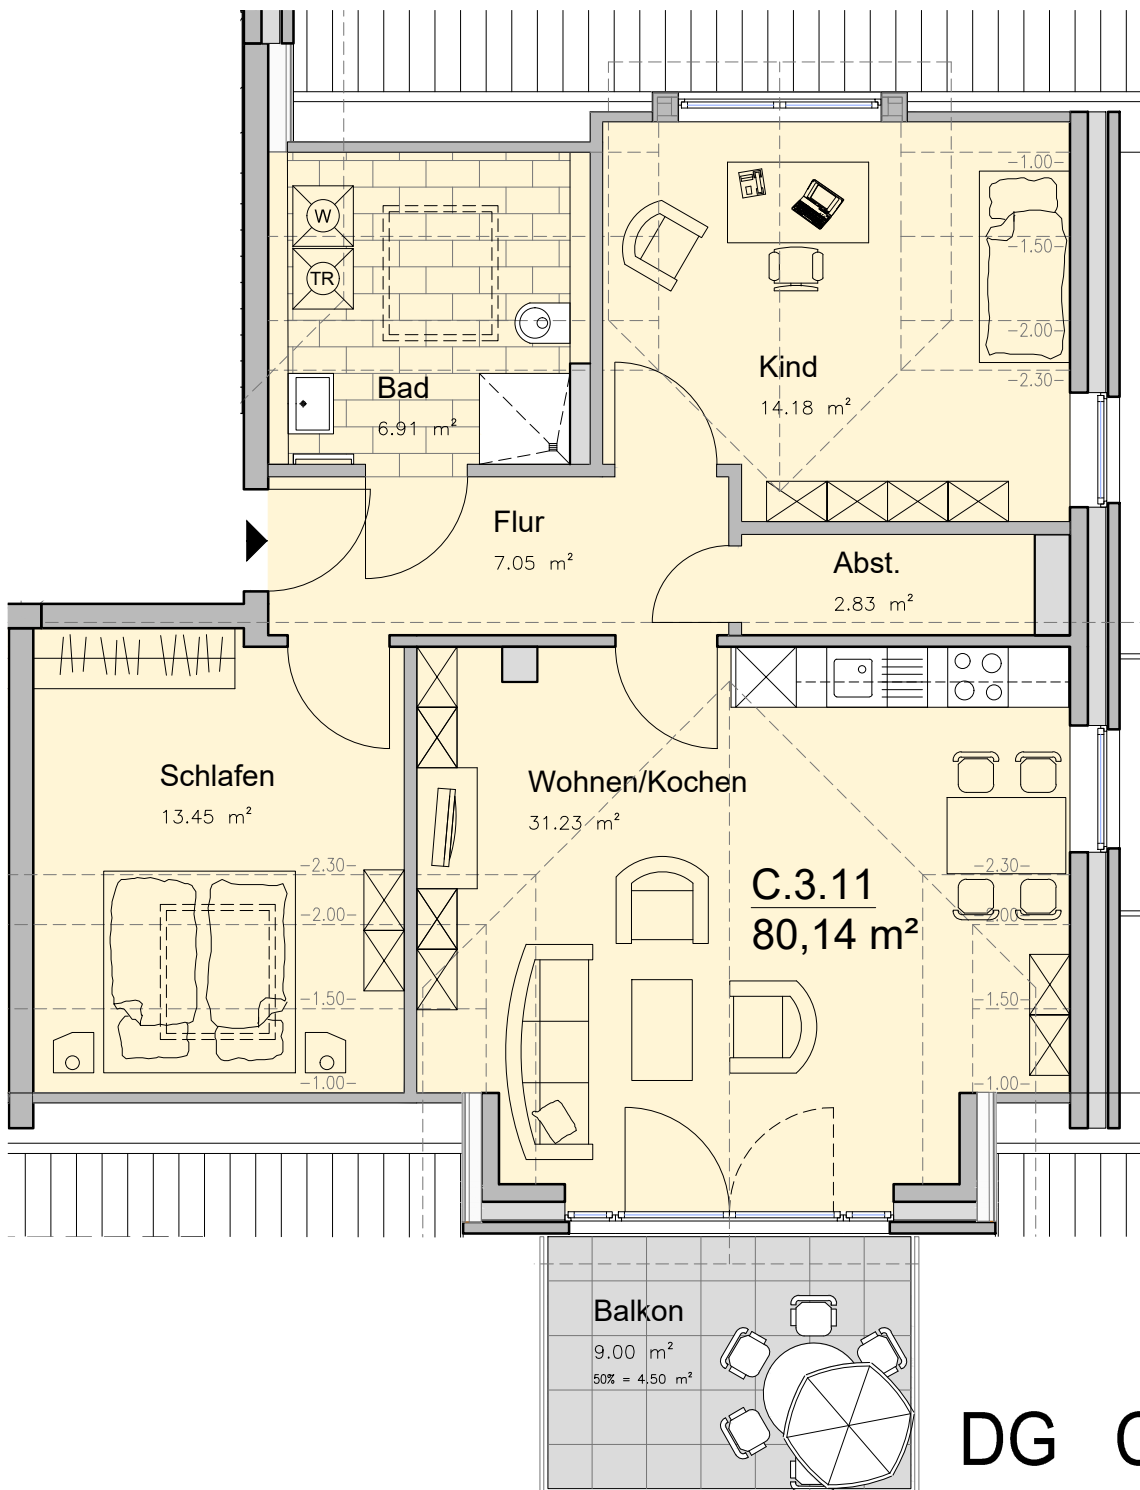 -1.00-
W
-1.50-
TR
-2.00-
Kind
-2.30-
Bad
14.18 m²
6.91 m²
Flur
7.05 m²
Abst.
2.83 m²
Schlafen
13.45 m²
Wohnen/Kochen
31.23 m²
-2.30-
-2.30-
C.3.11
80,14 m²
-2.00-
-2.00-
-1.50-
-1.50-
-1.00-
-1.00-
Balkon
9.00 m²
50% = 4.50 m²
DG